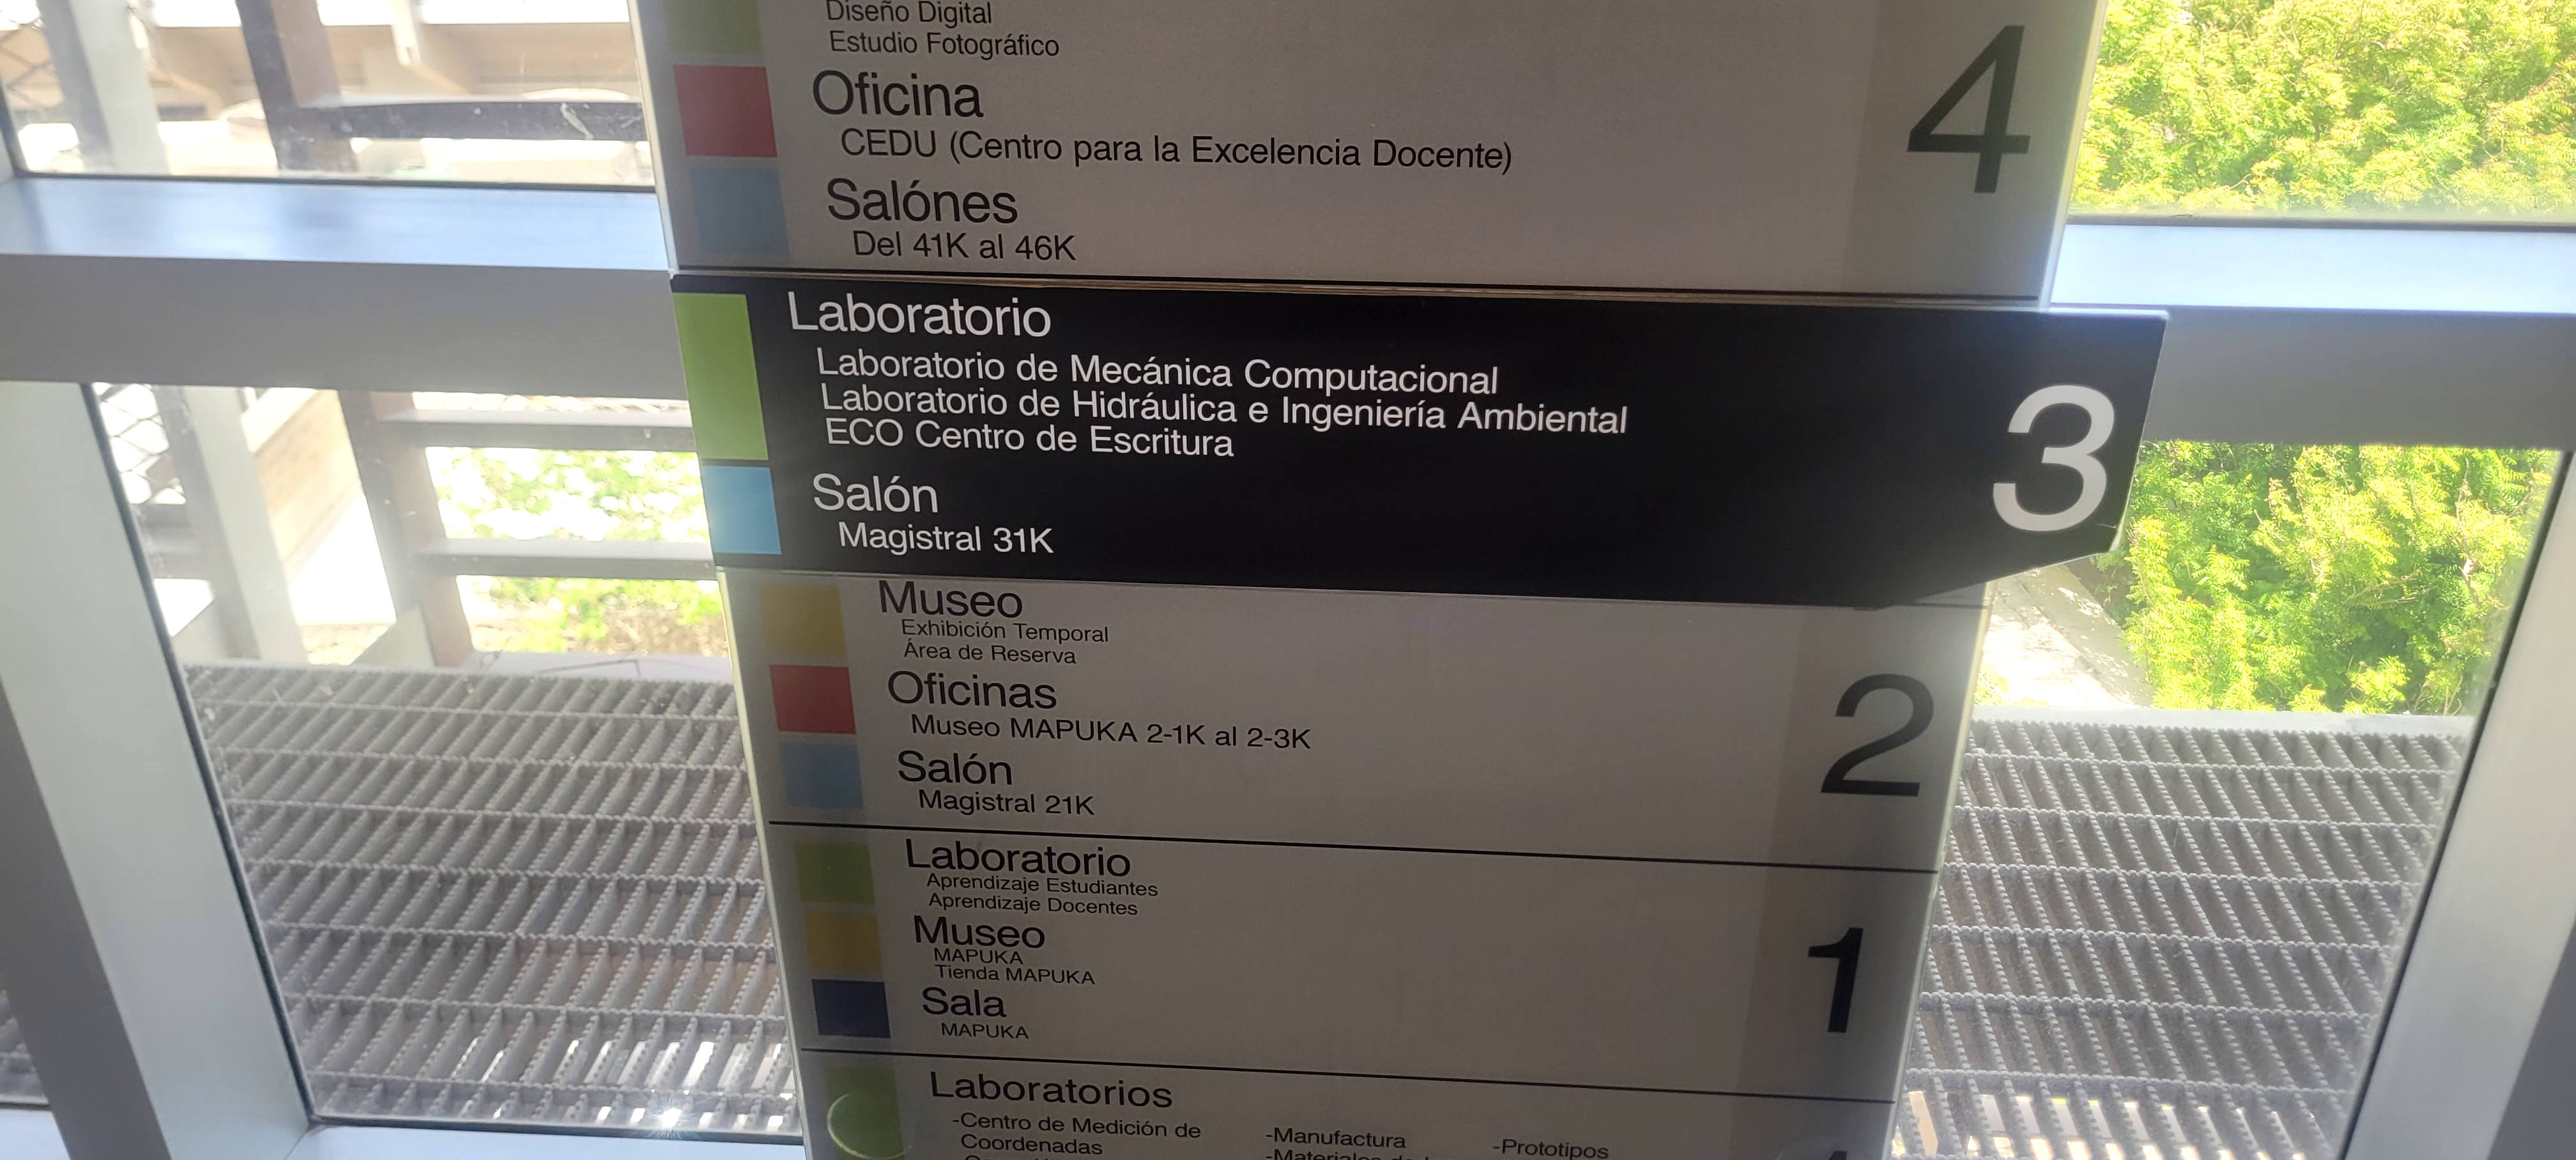 Diseño Digital
Estudio Fotográfico
Oficina
CEDU (Centro para la Excelencia Docente)
Salónes
Del 41K al 46K
4
Laboratorio
Laboratorio de Mecánica Computacional
Laboratorio de Hidráulica e Ingeniería Ambiental
ECO Centro de Escritura
Salón
Magistral 31K
3
Museo
Exhibición Temporal
Área de Reserva
Oficinas
Museo MAPUKA 2-1K al 2-3K
Salón
Magistral 21K
2
Laboratorio
Aprendizaje Estudiantes
Aprendizaje Docentes
Museo
MAPUKA
Tienda MAPUKA
Sala
MAPUKA
1
Laboratorios
-Centro de Medición de
Coordenadas
-Manufactura
-Prototipos